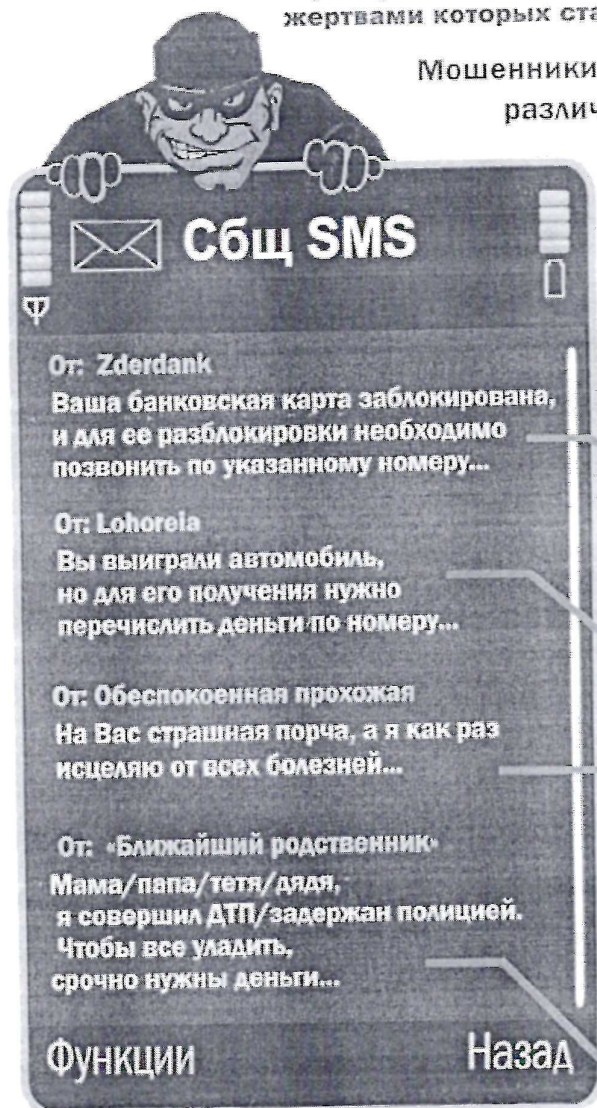 жертвами которых ста
Мошенники
различ
Сбщ SMS
От: Zderdank
Ваша банковская карта заблокирована,
и для ее разблокировки необходимо
позвонить по указанному номеру...
От: Lohorela
Вы выиграли автомобиль,
но для его получения нужно
перечислить деньги по номеру...
От: Обеспокоенная прохожая
На Вас страшная порча, а я как раз
исцеляю от всех болезней...
От: «Ближайший родственник»
Мама/папа/тетя/дядя,
я совершил ДТП/задержан полицией.
Чтобы все уладить,
срочно нужны деньги...
Функции
Назад